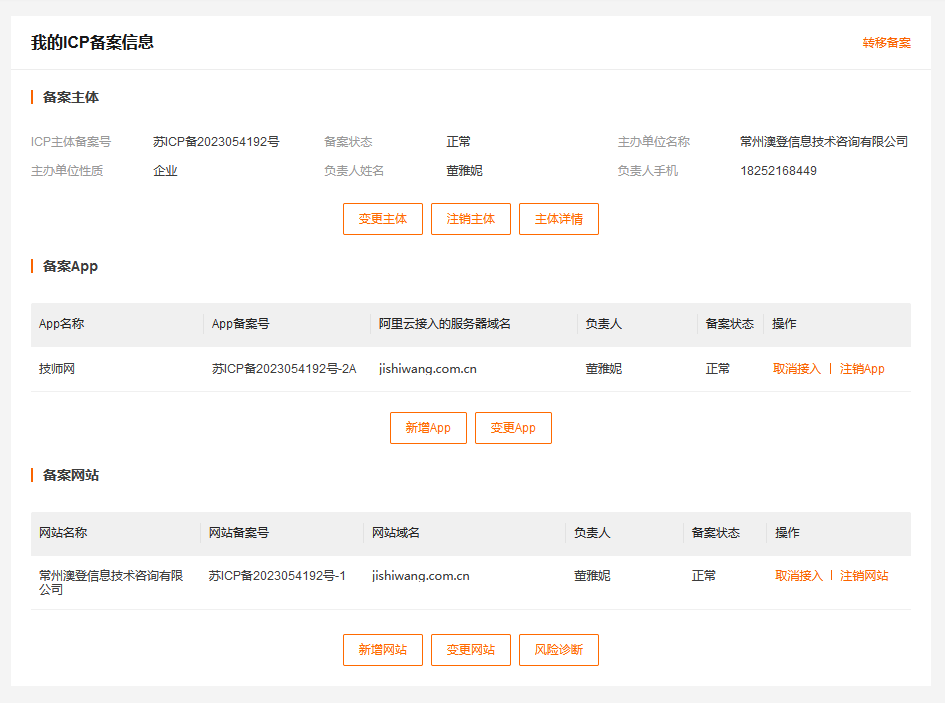 我的ICP备案信息
转移备案
备案主体
ICP主体备案号 苏ICP备2023054192号 备案状态 正常 主办单位名称 常州澳登信息技术咨询有限公司
主办单位性质 企业 负责人姓名 董雅妮 负责人手机 18252168449
变更主体 注销主体 主体详情
备案App
App名称 App备案号 阿里云接入的服务器域名 负责人 备案状态 操作
技师网 苏ICP备2023054192号-2A jishiwang.com.cn 董雅妮 正常 取消接入 | 注销App
新增App 变更App
备案网站
网站名称 网站备案号 网站域名 负责人 备案状态 操作
常州澳登信息技术咨询有限 苏ICP备2023054192号-1 jishiwang.com.cn 董雅妮 正常 取消接入 | 注销网站
公司
新增网站 变更网站 风险诊断